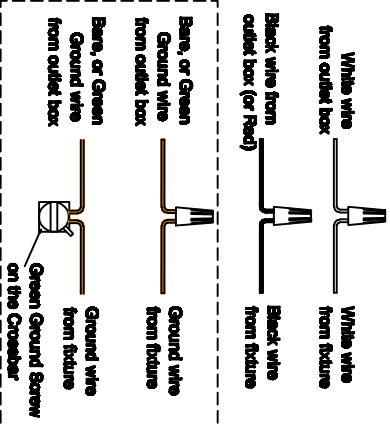 White wire
from outlet box
White wire
from fixture
Black wire from
outlet box (or Red)
Black wire
from fixture
Bare, or Green
Ground wire
from outlet box
Ground wire
from fixture
Bare, or Green
Ground wire
from outlet box
Ground wire
from fixture
Green Ground Screw
on the Crossbar